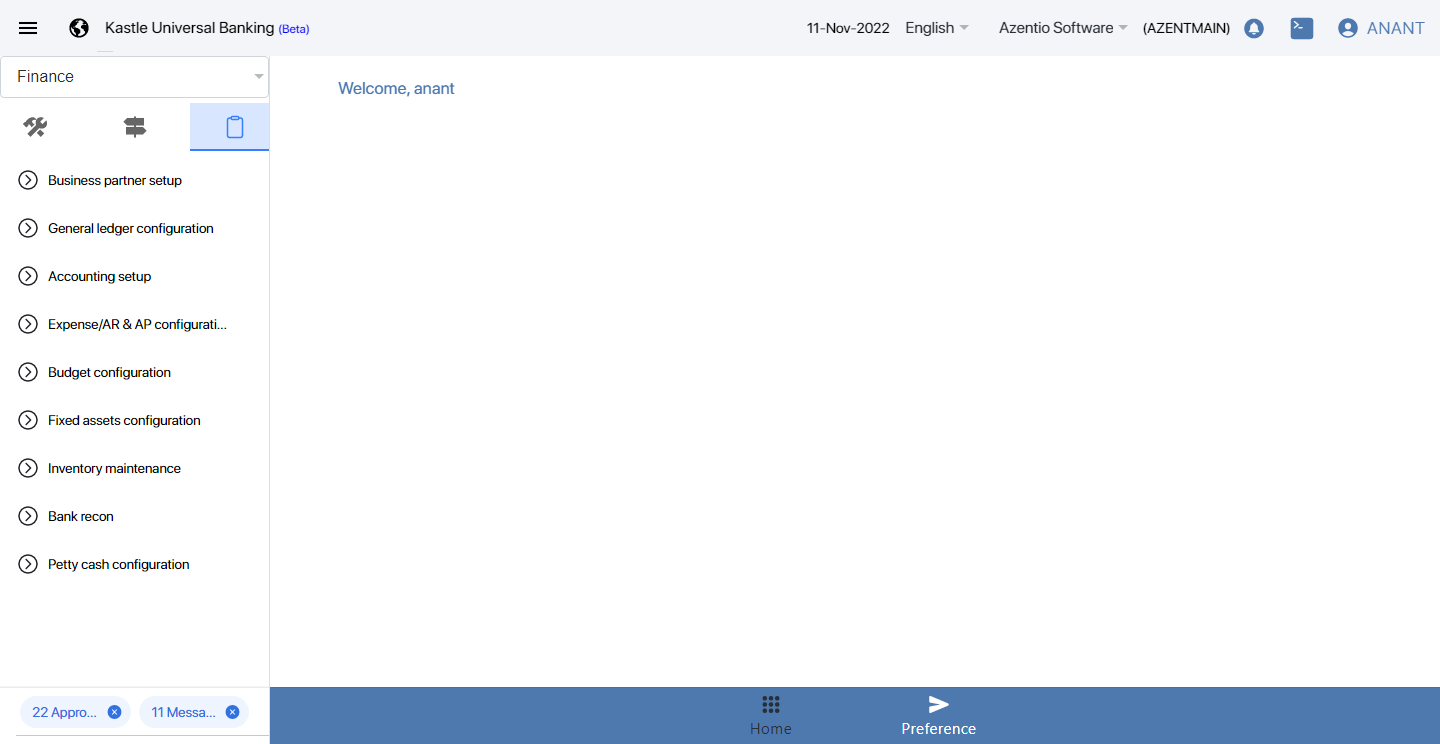 Kastle Universal Banking (Beta)
11-Nov-2022 English Azentio Software (AZENTMAIN) ANANT
Finance
Welcome, anant
Business partner setup
General ledger configuration
Accounting setup
Expense/AR & AP configurati...
Budget configuration
Fixed assets configuration
Inventory maintenance
Bank recon
Petty cash configuration
22 Appro... 11 Messa...
Home Preference